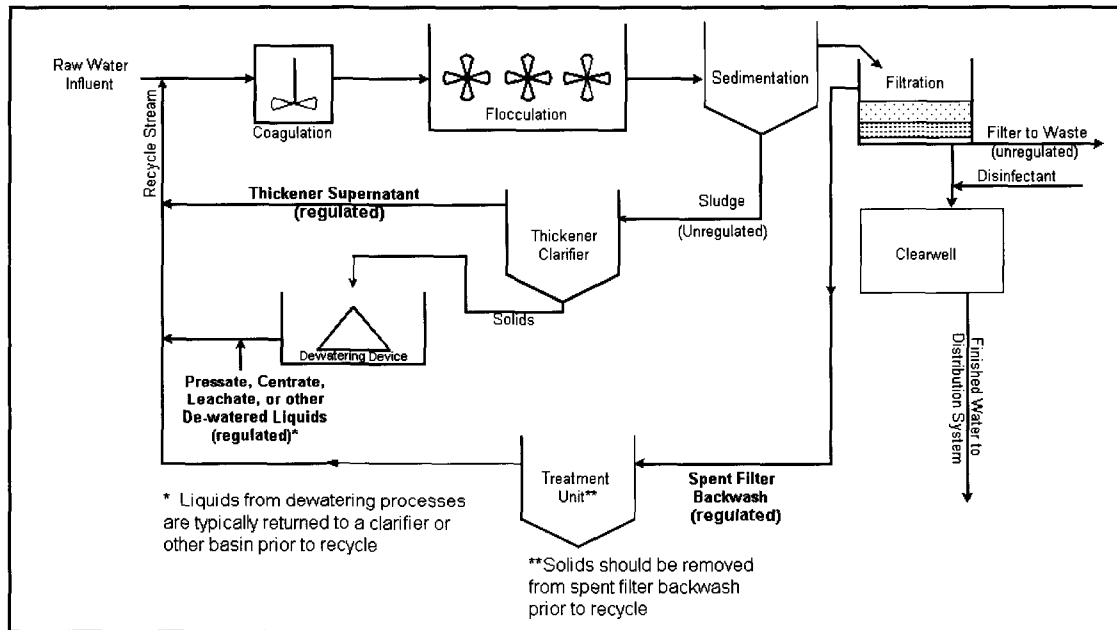 Raw Water
Influent
Recycle Stream
Coagulation
Flocculation
Sedimentation
Filtration
Filter to Waste
(unregulated)
Disinfectant
Thickener Supernatant
(regulated)
Sludge
(Unregulated)
Thickener
Clarifier
Clearwell
Solids
Dewatering Device
Pressate, Centrate,
Leachate, or other
De-watered Liquids
(regulated)*
Finished Water to
Distribution System
Treatment
Unit**
Spent Filter
Backwash
(regulated)
* Liquids from dewatering processes
are typically returned to a clarifier or
other basin prior to recycle
**Solids should be removed
from spent filter backwash
prior to recycle